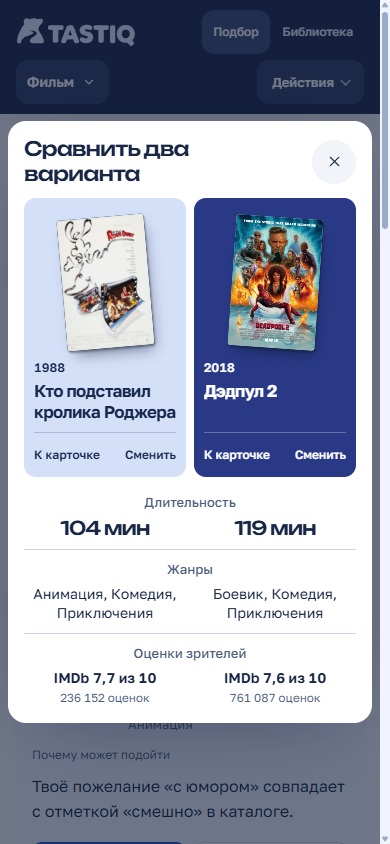 TASTIQ
Подбор
Библиотека
Фильм
Действия
Сравнить два
варианта
DEADPOOL 2
1988
2018
Кто подставил
кролика Роджера
Дэдпул 2
К карточке
Сменить
К карточке
Сменить
Длительность
104 мин
119 мин
Жанры
Анимация, Комедия,
Приключения
Боевик, Комедия,
Приключения
Оценки зрителей
IMDb 7,7 из 10
IMDb 7,6 из 10
236 152 оценок
761 087 оценок
Анимация
Почему может подойти
Твоё пожелание «с юмором» совпадает
с отметкой «смешно» в каталоге.